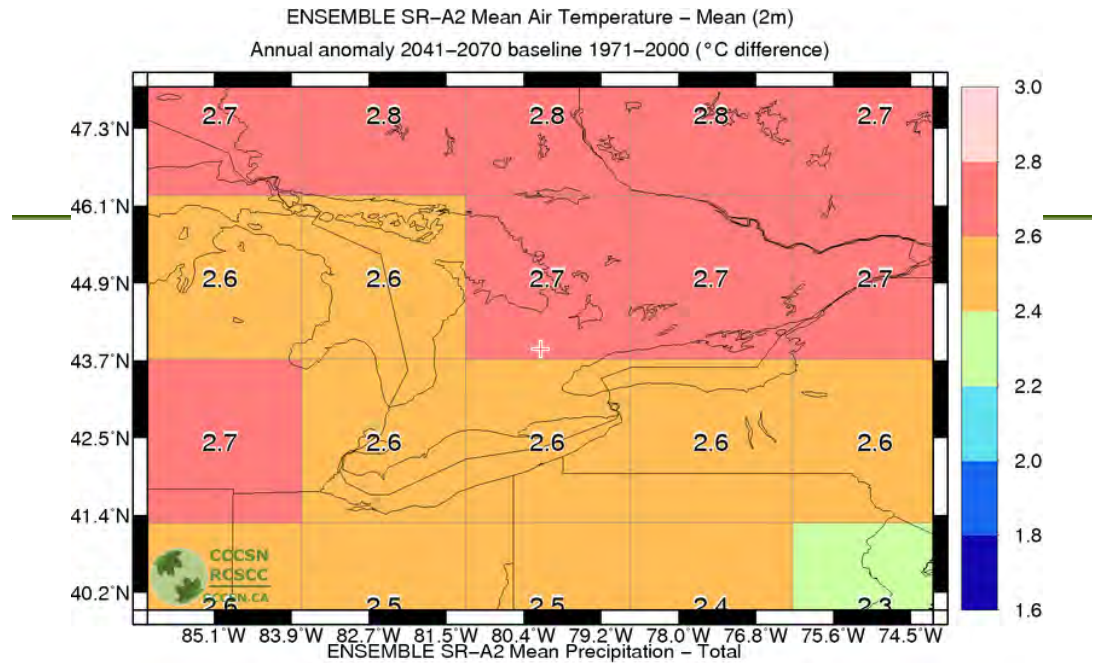 ENSEMBLE SR-A2 Mean Air Temperature - Mean (2m)
Annual anomaly 2041-2070 baseline 1971-2000 (°C difference)
2.7 2.8 2.8 2.8 2.7
3.0
47.3°N
2.8
46.1°N
2.6
44.9°N
2.6 2.6 2.7 2.7 2.7
2.4
43.7°N
2.2
42.5°N
2.7 2.6 2.6 2.6 2.6
2.0
41.4°N
1.8
CCCSN
RCSCC
CCCSN.CA
40.2°N
2.6 2.5 2.5 2.4 2.3
1.6
85.1°W 83.9°W 82.7°W 81.5°W 80.4°W 79.2°W 78.0°W 76.8°W 75.6°W 74.5°W
ENSEMBLE SR-A2 Mean Precipitation - Total